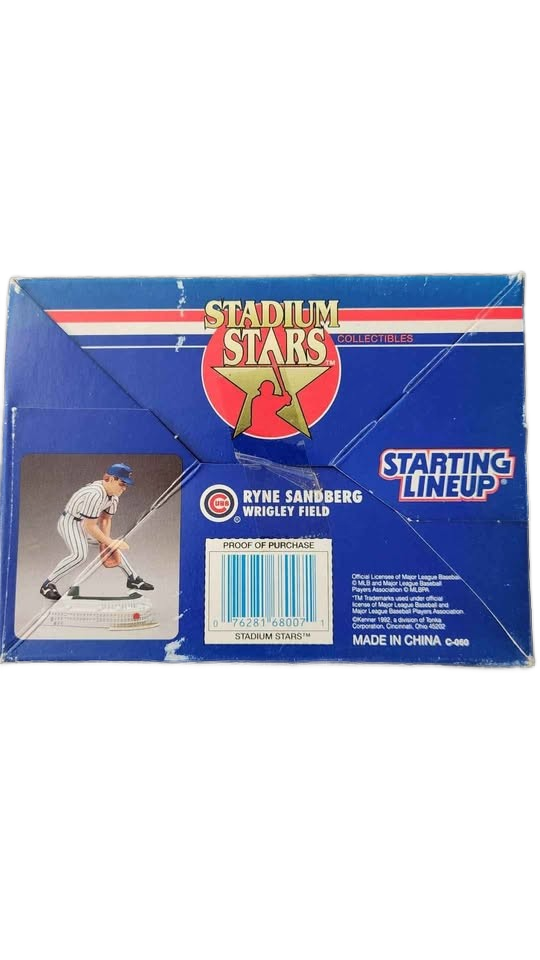 STADIUM
STARS™
COLLECTIBLES
STARTING
LINEUP®
CUBS
®
RYNE SANDBERG
WRIGLEY FIELD
PROOF OF PURCHASE
0 76281 68007 1
STADIUM STARS™
Official Licensee of Major League Baseball
© MLB and Major League Baseball
Players Association © MLBPA
*TM Trademarks used under official
license of Major League Baseball and
Major League Baseball Players Association.
©Kenner 1992, a division of Tonka
Corporation, Cincinnati, Ohio 45202
MADE IN CHINA C-060